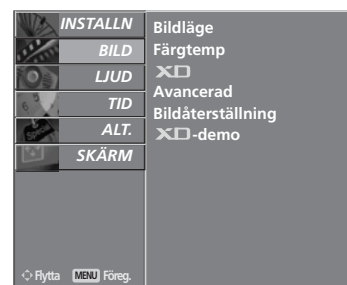 INSTALLN
BILD
LJUD
TID
ALT.
SKÄRM
Bildläge
Färgtemp
XD
Avancerad
Bildåterställning
XD-demo
Flytta MENU Föreg.